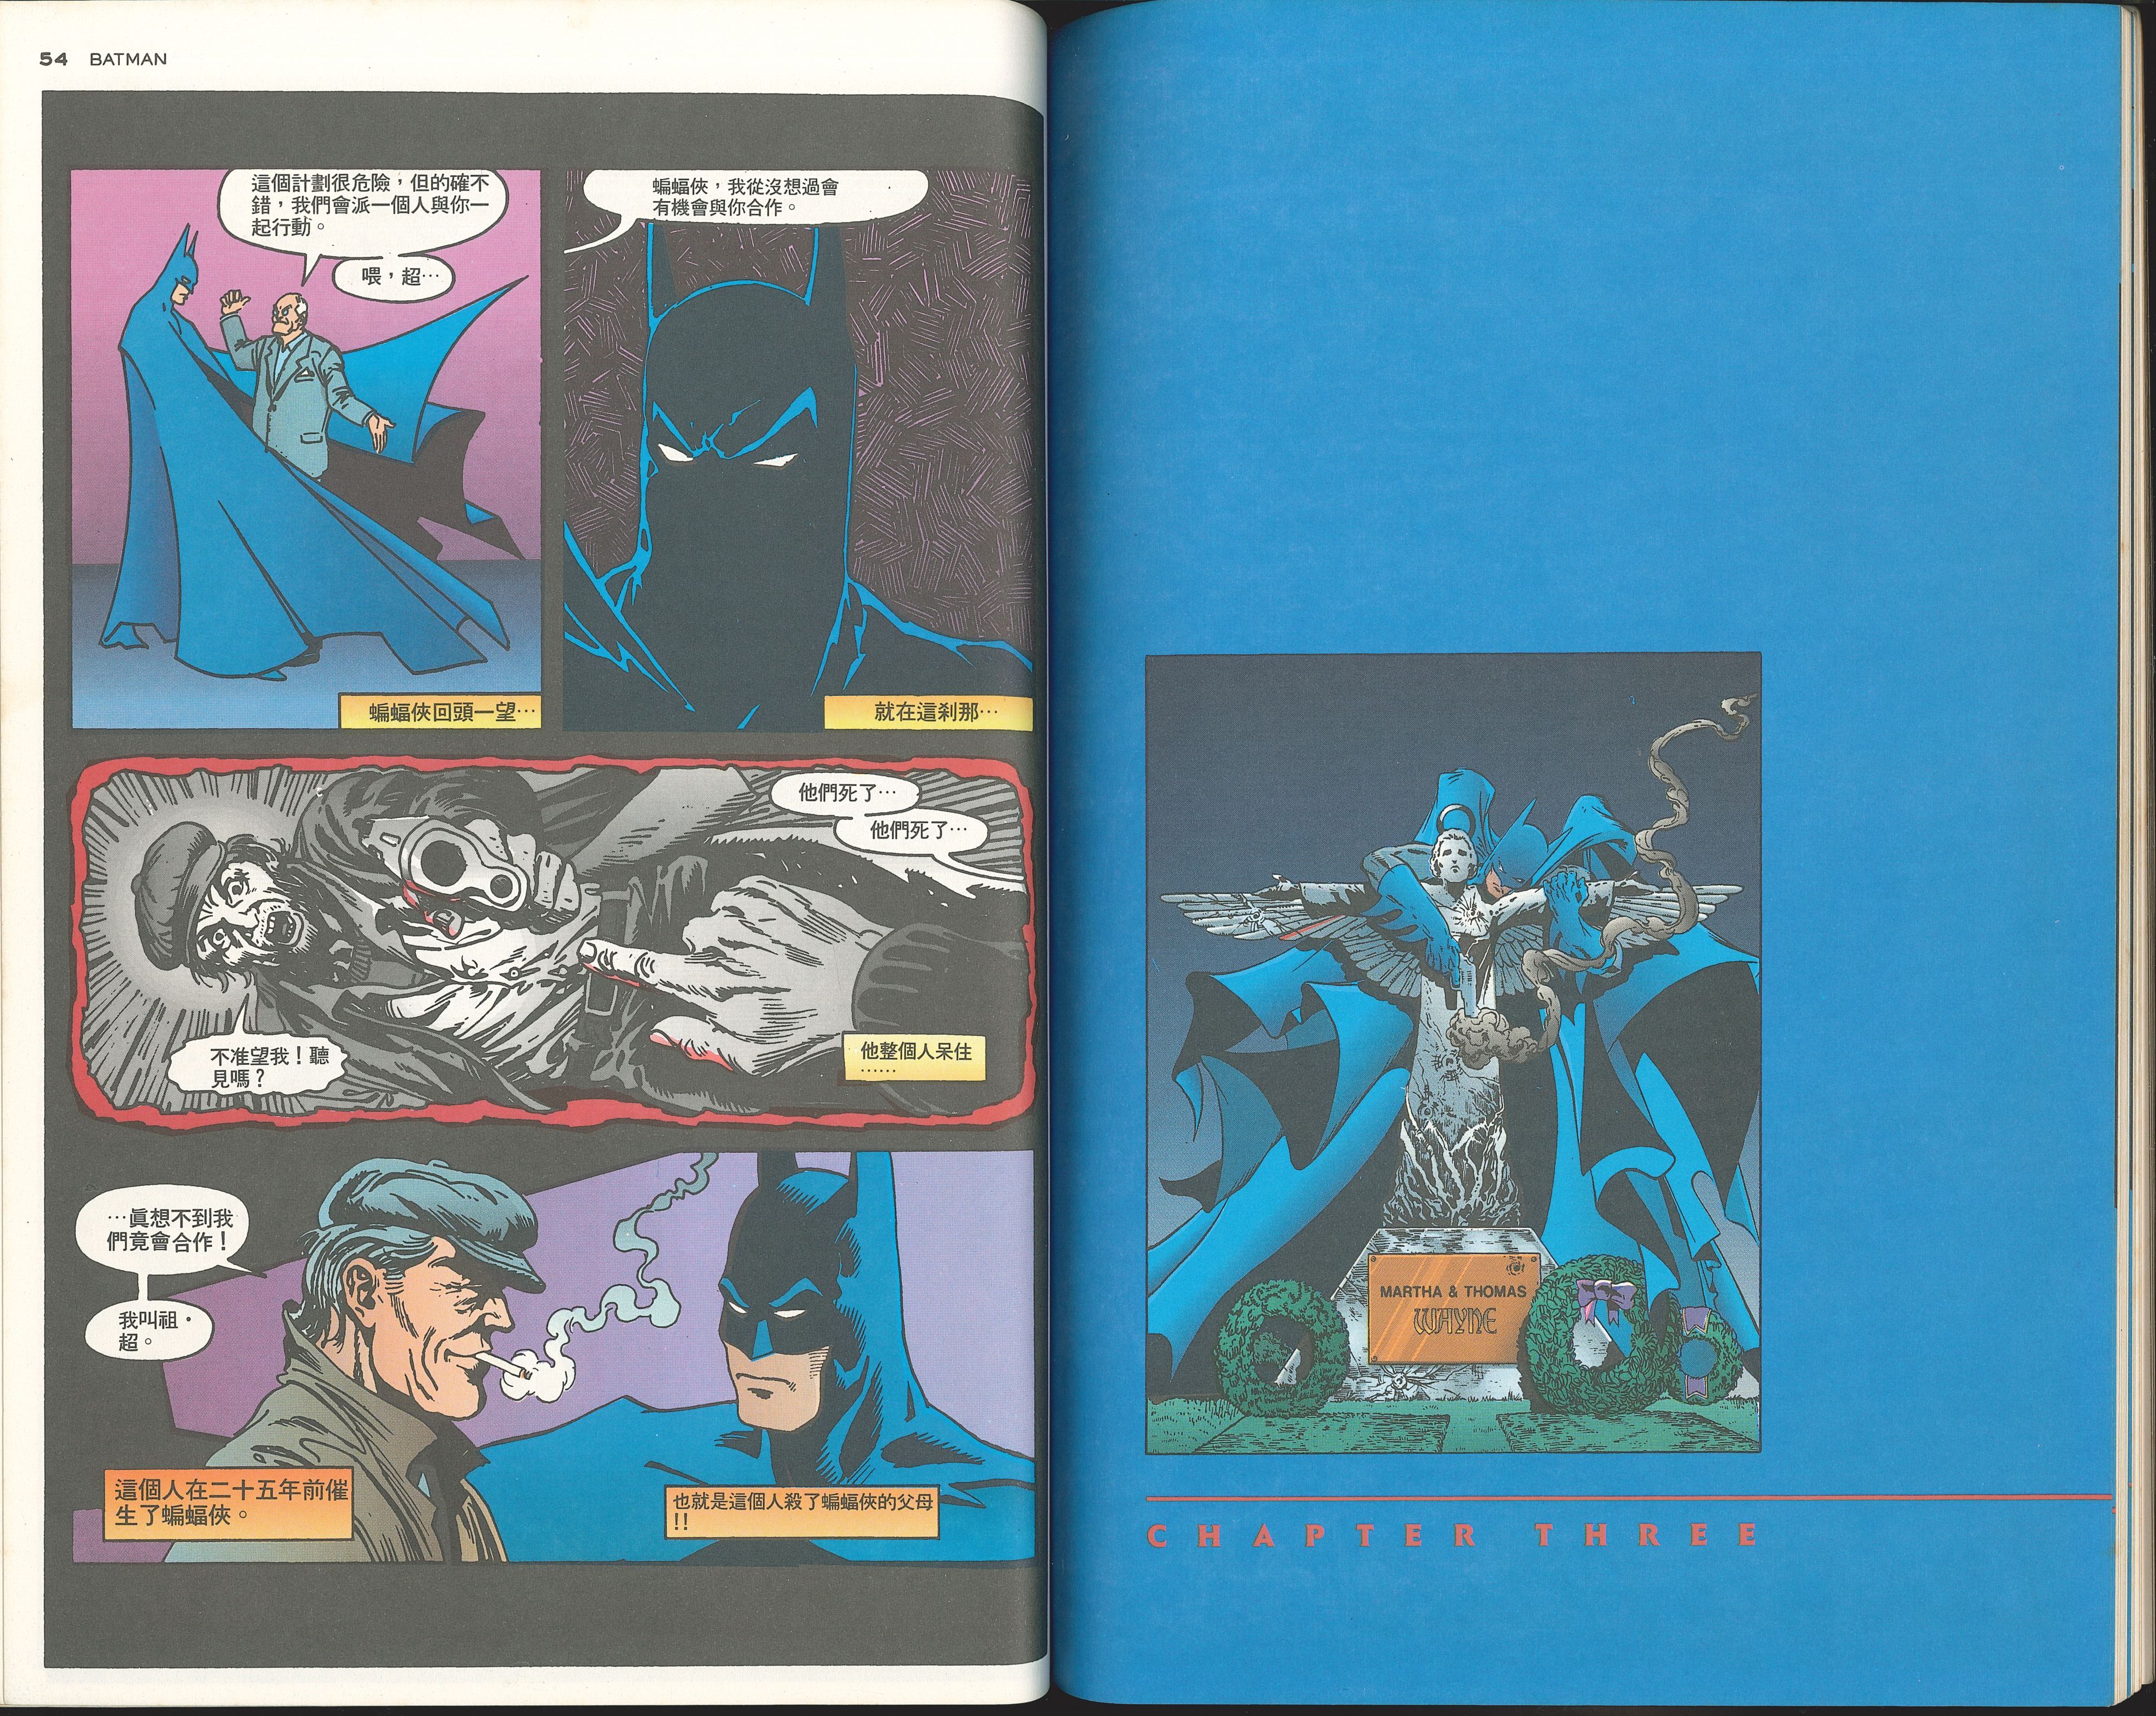 54 BATMAN
這個計劃很危險，但的確不
錯，我們會派一個人與你一
起行動。
喂，超…
蝙蝠俠回頭一望…
蝙蝠俠，我從沒想過會
有機會與你合作。
就在這刹那…
他們死了…
他們死了…
不准望我！聽
見嗎？
他整個人呆住
……
…眞想不到我
們竟會合作！
我叫祖·
超。
這個人在二十五年前催
生了蝙蝠俠。
也就是這個人殺了蝙蝠俠的父母
!!
MARTHA & THOMAS
WAYNE
CHAPTER THREE